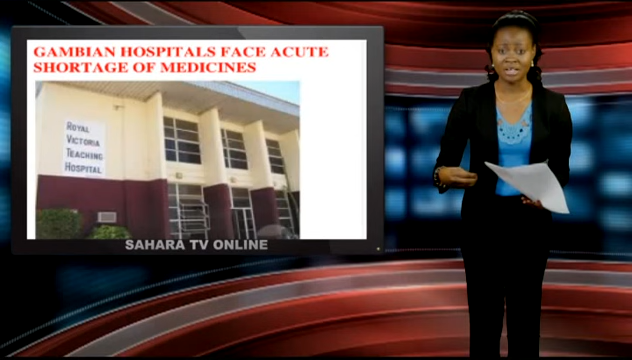 GAMBIAN HOSPITALS FACE ACUTE
SHORTAGE OF MEDICINES
ROYAL
VICTORIA
TEACHING
HOSPITAL
SAHARA TV ONLINE